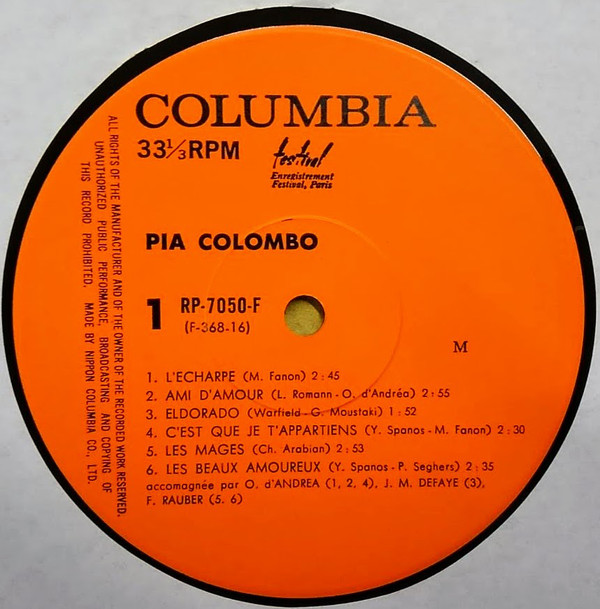 COLUMBIA
33⅓RPM
festival
Enregistrement
Festival, Paris
PIA COLOMBO
1 RP-7050-F
(F-368-16)
M
1. L'ECHARPE (M. Fanon) 2:45
2. AMI D'AMOUR (L. Romann-O. d'Andréa) 2:55
3. ELDORADO (Warfield-G. Moustaki) 1:52
4. C'EST QUE JE T'APPARTIENS (Y. Spanos-M. Fanon) 2:30
5. LES MAGES (Ch. Arabian) 2:53
6. LES BEAUX AMOUREUX (Y. Spanos-P. Seghers) 2:35
accomagnée par O. d'ANDREA (1, 2, 4), J. M. DEFAYE (3),
F. RAUBER (5. 6)
ALL RIGHTS OF THE MANUFACTURER AND OF THE OWNER OF THE RECORDED WORK RESERVED.
UNAUTHORIZED PUBLIC PERFORMANCE, BROADCASTING AND COPYING OF
THIS RECORD PROHIBITED. MADE BY NIPPON COLUMBIA CO., LTD.